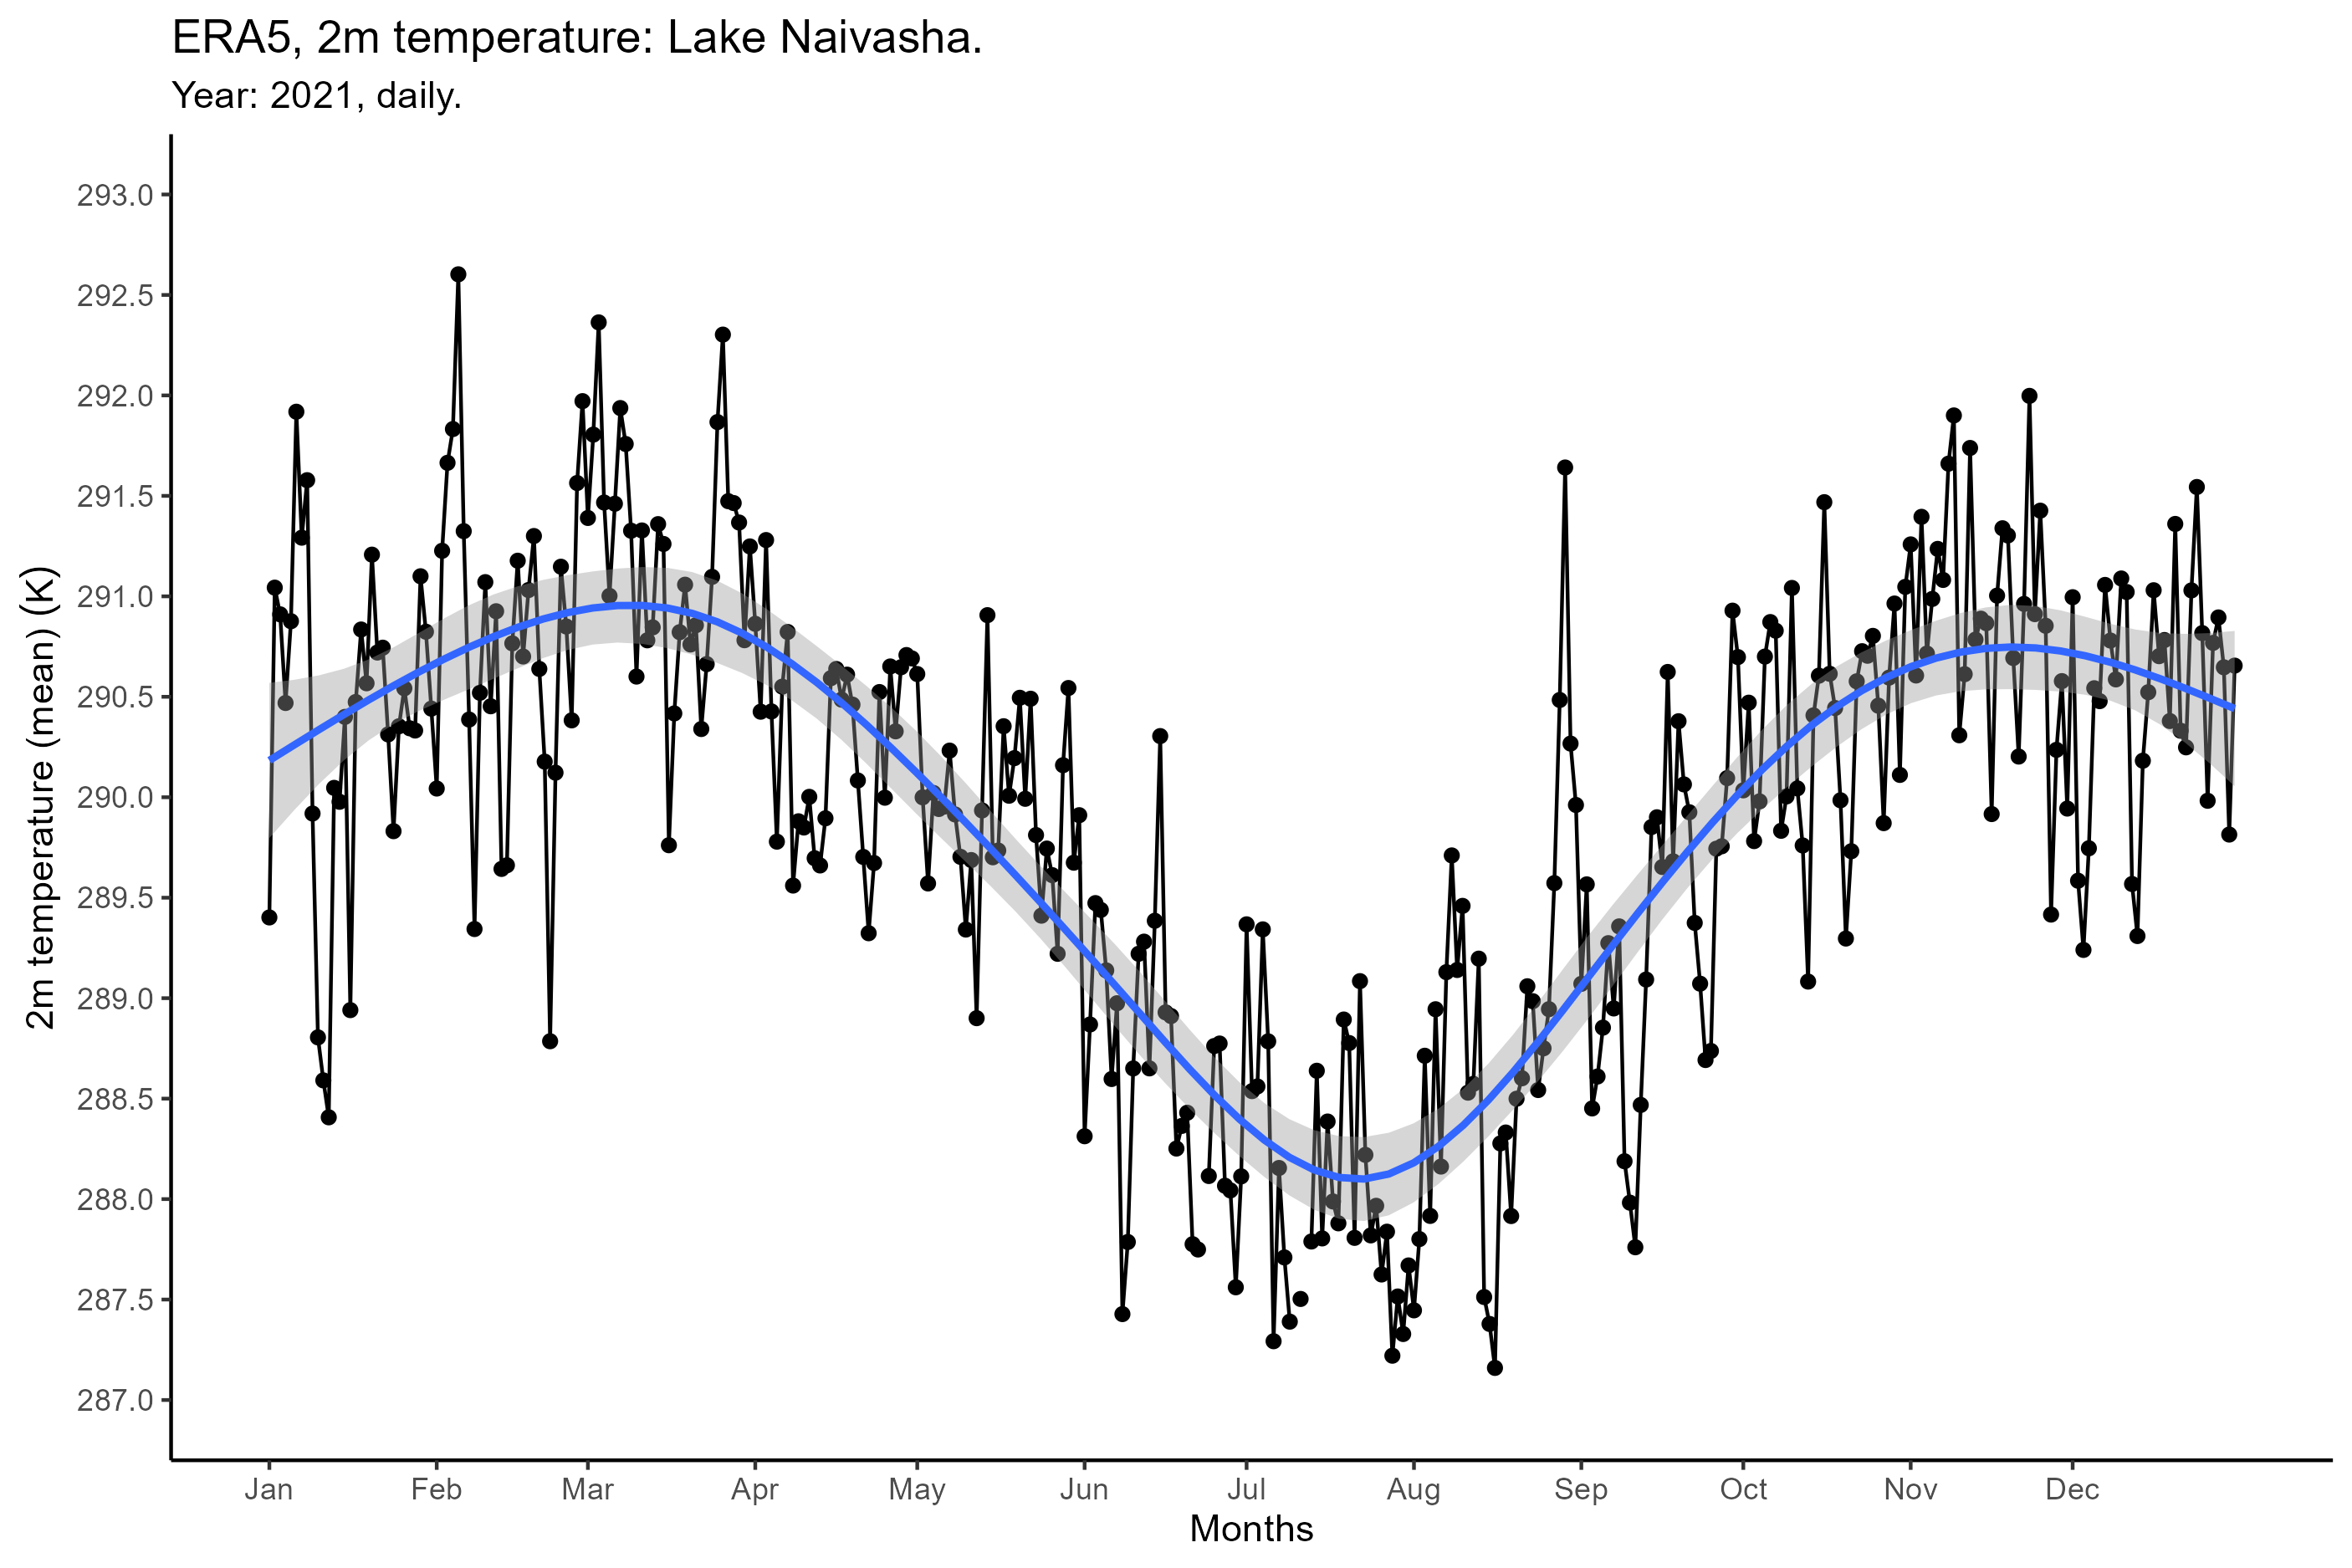 ERA5, 2m temperature: Lake Naivasha.
Year: 2021, daily.
2m temperature (mean) (K)
293.0
292.5
292.0
291.5
291.0
290.5
290.0
289.5
289.0
288.5
288.0
287.5
287.0
Jan Feb Mar Apr May Jun Jul Aug Sep Oct Nov Dec
Months